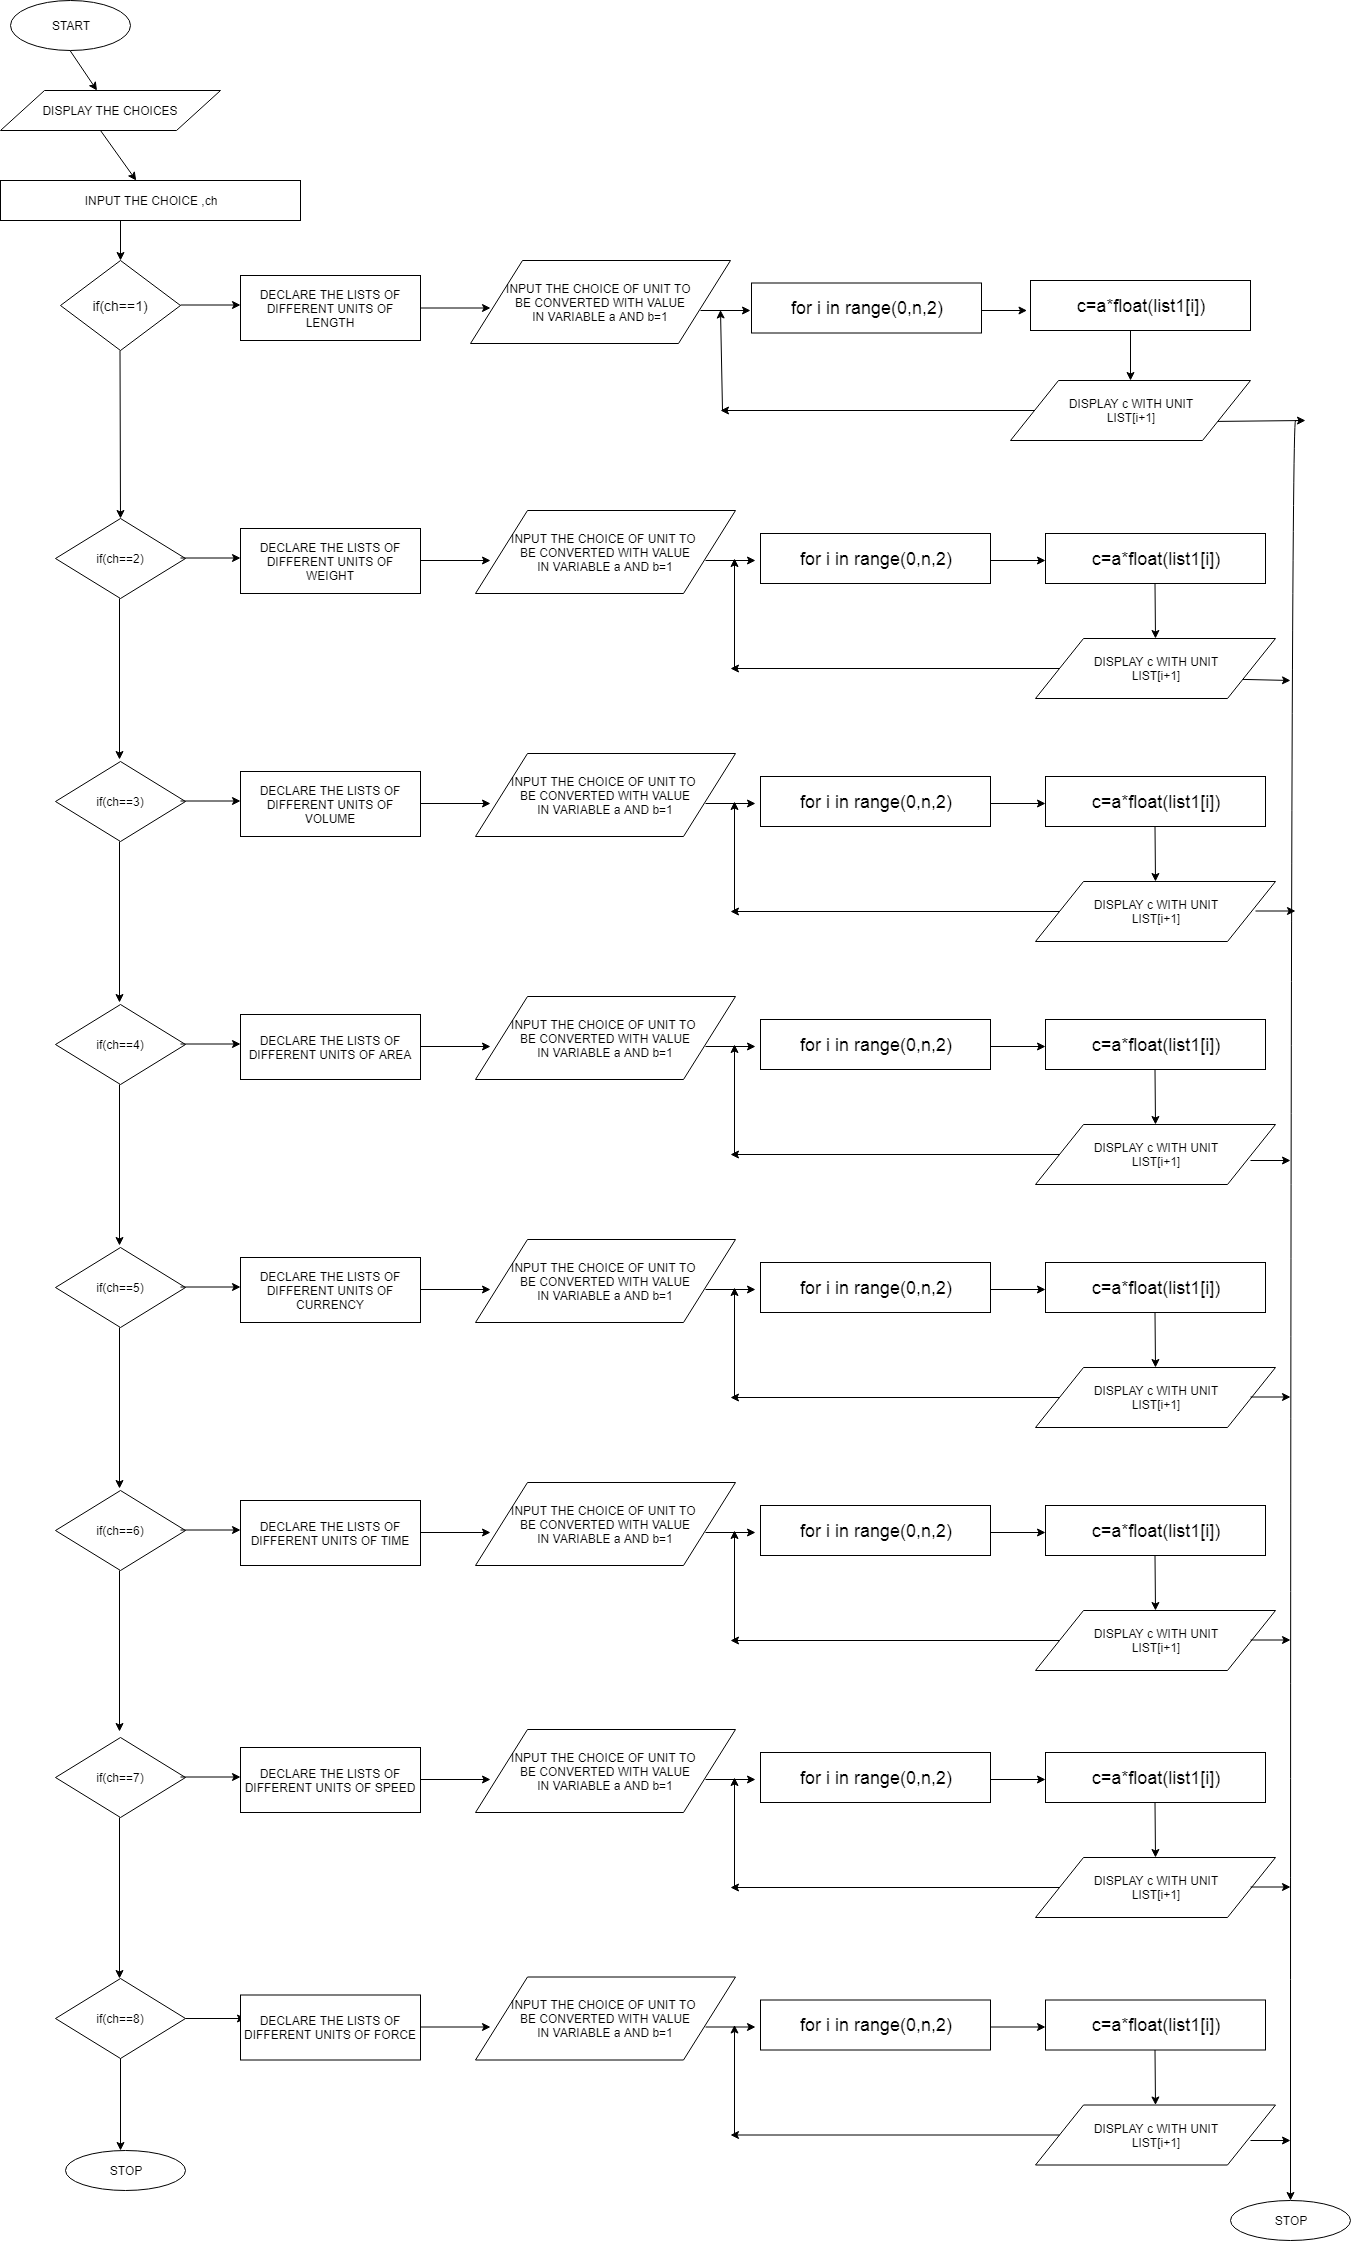 START
DISPLAY THE CHOICES
INPUT THE CHOICE ,ch
if(ch==1)
DECLARE THE LISTS OF
DIFFERENT UNITS OF
LENGTH
INPUT THE CHOICE OF UNIT TO
BE CONVERTED WITH VALUE
IN VARIABLE a AND b=1
for i in range(0,n,2)
c=a*float(list1[i])
DISPLAY c WITH UNIT
LIST[i+1]
if(ch==2)
DECLARE THE LISTS OF
DIFFERENT UNITS OF
WEIGHT
INPUT THE CHOICE OF UNIT TO
BE CONVERTED WITH VALUE
IN VARIABLE a AND b=1
for i in range(0,n,2)
c=a*float(list1[i])
DISPLAY c WITH UNIT
LIST[i+1]
if(ch==3)
DECLARE THE LISTS OF
DIFFERENT UNITS OF
VOLUME
INPUT THE CHOICE OF UNIT TO
BE CONVERTED WITH VALUE
IN VARIABLE a AND b=1
for i in range(0,n,2)
c=a*float(list1[i])
DISPLAY c WITH UNIT
LIST[i+1]
if(ch==4)
DECLARE THE LISTS OF
DIFFERENT UNITS OF AREA
INPUT THE CHOICE OF UNIT TO
BE CONVERTED WITH VALUE
IN VARIABLE a AND b=1
for i in range(0,n,2)
c=a*float(list1[i])
DISPLAY c WITH UNIT
LIST[i+1]
if(ch==5)
DECLARE THE LISTS OF
DIFFERENT UNITS OF
CURRENCY
INPUT THE CHOICE OF UNIT TO
BE CONVERTED WITH VALUE
IN VARIABLE a AND b=1
for i in range(0,n,2)
c=a*float(list1[i])
DISPLAY c WITH UNIT
LIST[i+1]
if(ch==6)
DECLARE THE LISTS OF
DIFFERENT UNITS OF TIME
INPUT THE CHOICE OF UNIT TO
BE CONVERTED WITH VALUE
IN VARIABLE a AND b=1
for i in range(0,n,2)
c=a*float(list1[i])
DISPLAY c WITH UNIT
LIST[i+1]
if(ch==7)
DECLARE THE LISTS OF
DIFFERENT UNITS OF SPEED
INPUT THE CHOICE OF UNIT TO
BE CONVERTED WITH VALUE
IN VARIABLE a AND b=1
for i in range(0,n,2)
c=a*float(list1[i])
DISPLAY c WITH UNIT
LIST[i+1]
if(ch==8)
DECLARE THE LISTS OF
DIFFERENT UNITS OF FORCE
INPUT THE CHOICE OF UNIT TO
BE CONVERTED WITH VALUE
IN VARIABLE a AND b=1
for i in range(0,n,2)
c=a*float(list1[i])
DISPLAY c WITH UNIT
LIST[i+1]
STOP
STOP